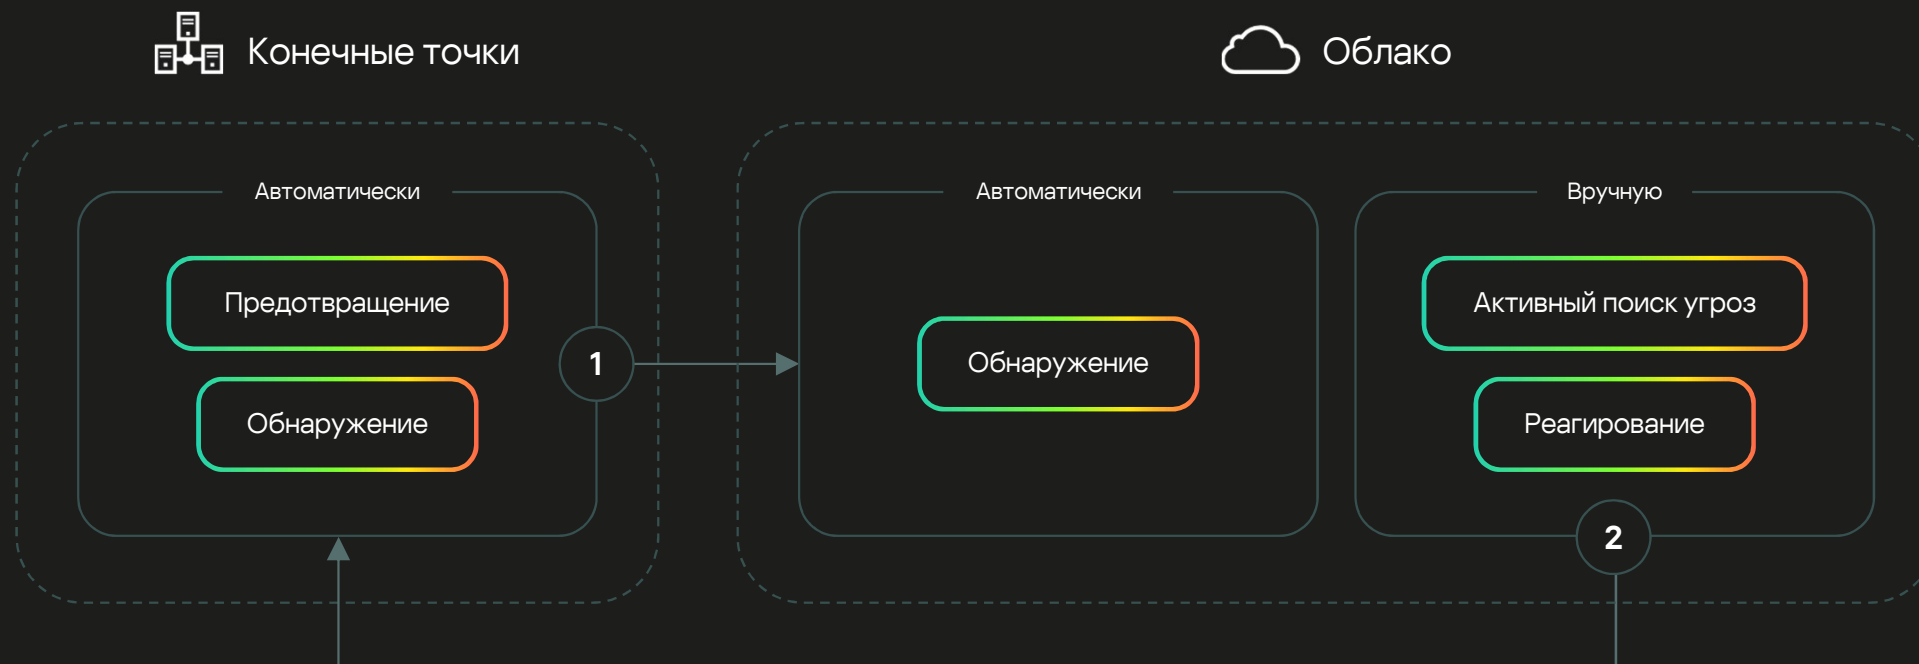 Конечные точки
Облако
Автоматически
Предотвращение
Обнаружение
1
Автоматически
Обнаружение
Вручную
Активный поиск угроз
Реагирование
2